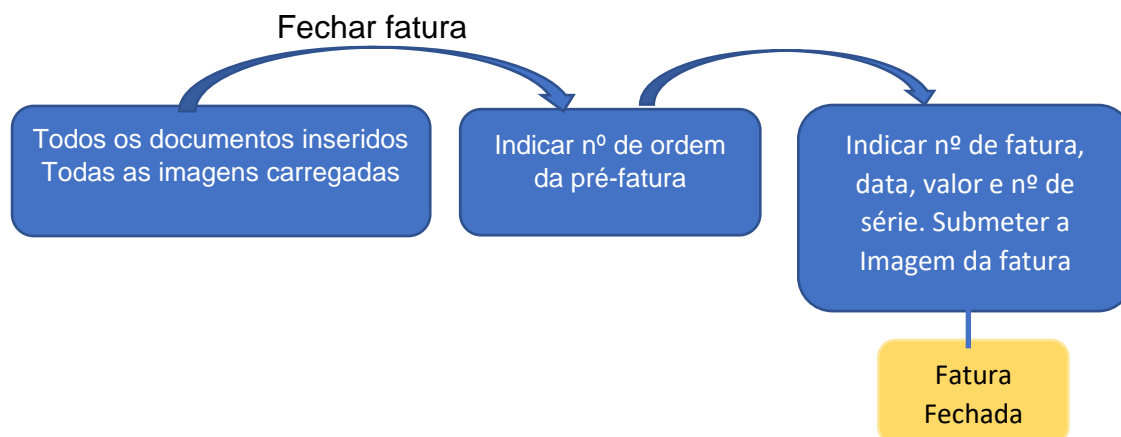 Fechar fatura
Todos os documentos inseridos
Todas as imagens carregadas
Indicar nº de ordem
da pré-fatura
Indicar nº de fatura,
data, valor e nº de
série. Submeter a
Imagem da fatura
Fatura
Fechada